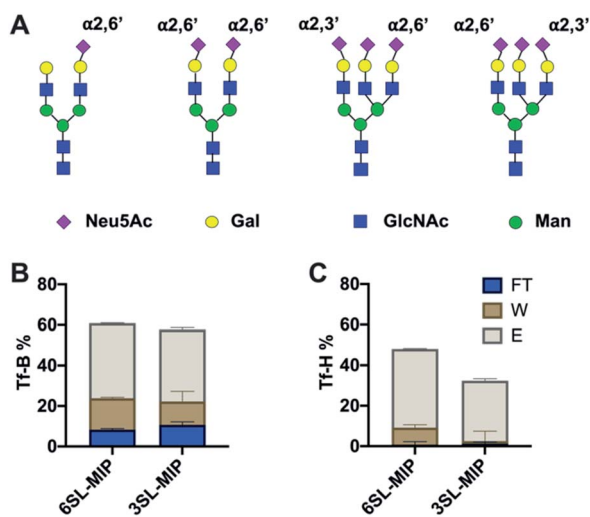 A
α2,6’ α2,6’ α2,6’ α2,3’ α2,6’ α2,6’ α2,3’
Neu5Ac Gal GlcNAc Man
B
80
60
40
20
0
Tf-B %
6SL-MIP
3SL-MIP
C
80
60
40
20
0
Tf-H %
FT
W
E
6SL-MIP
3SL-MIP